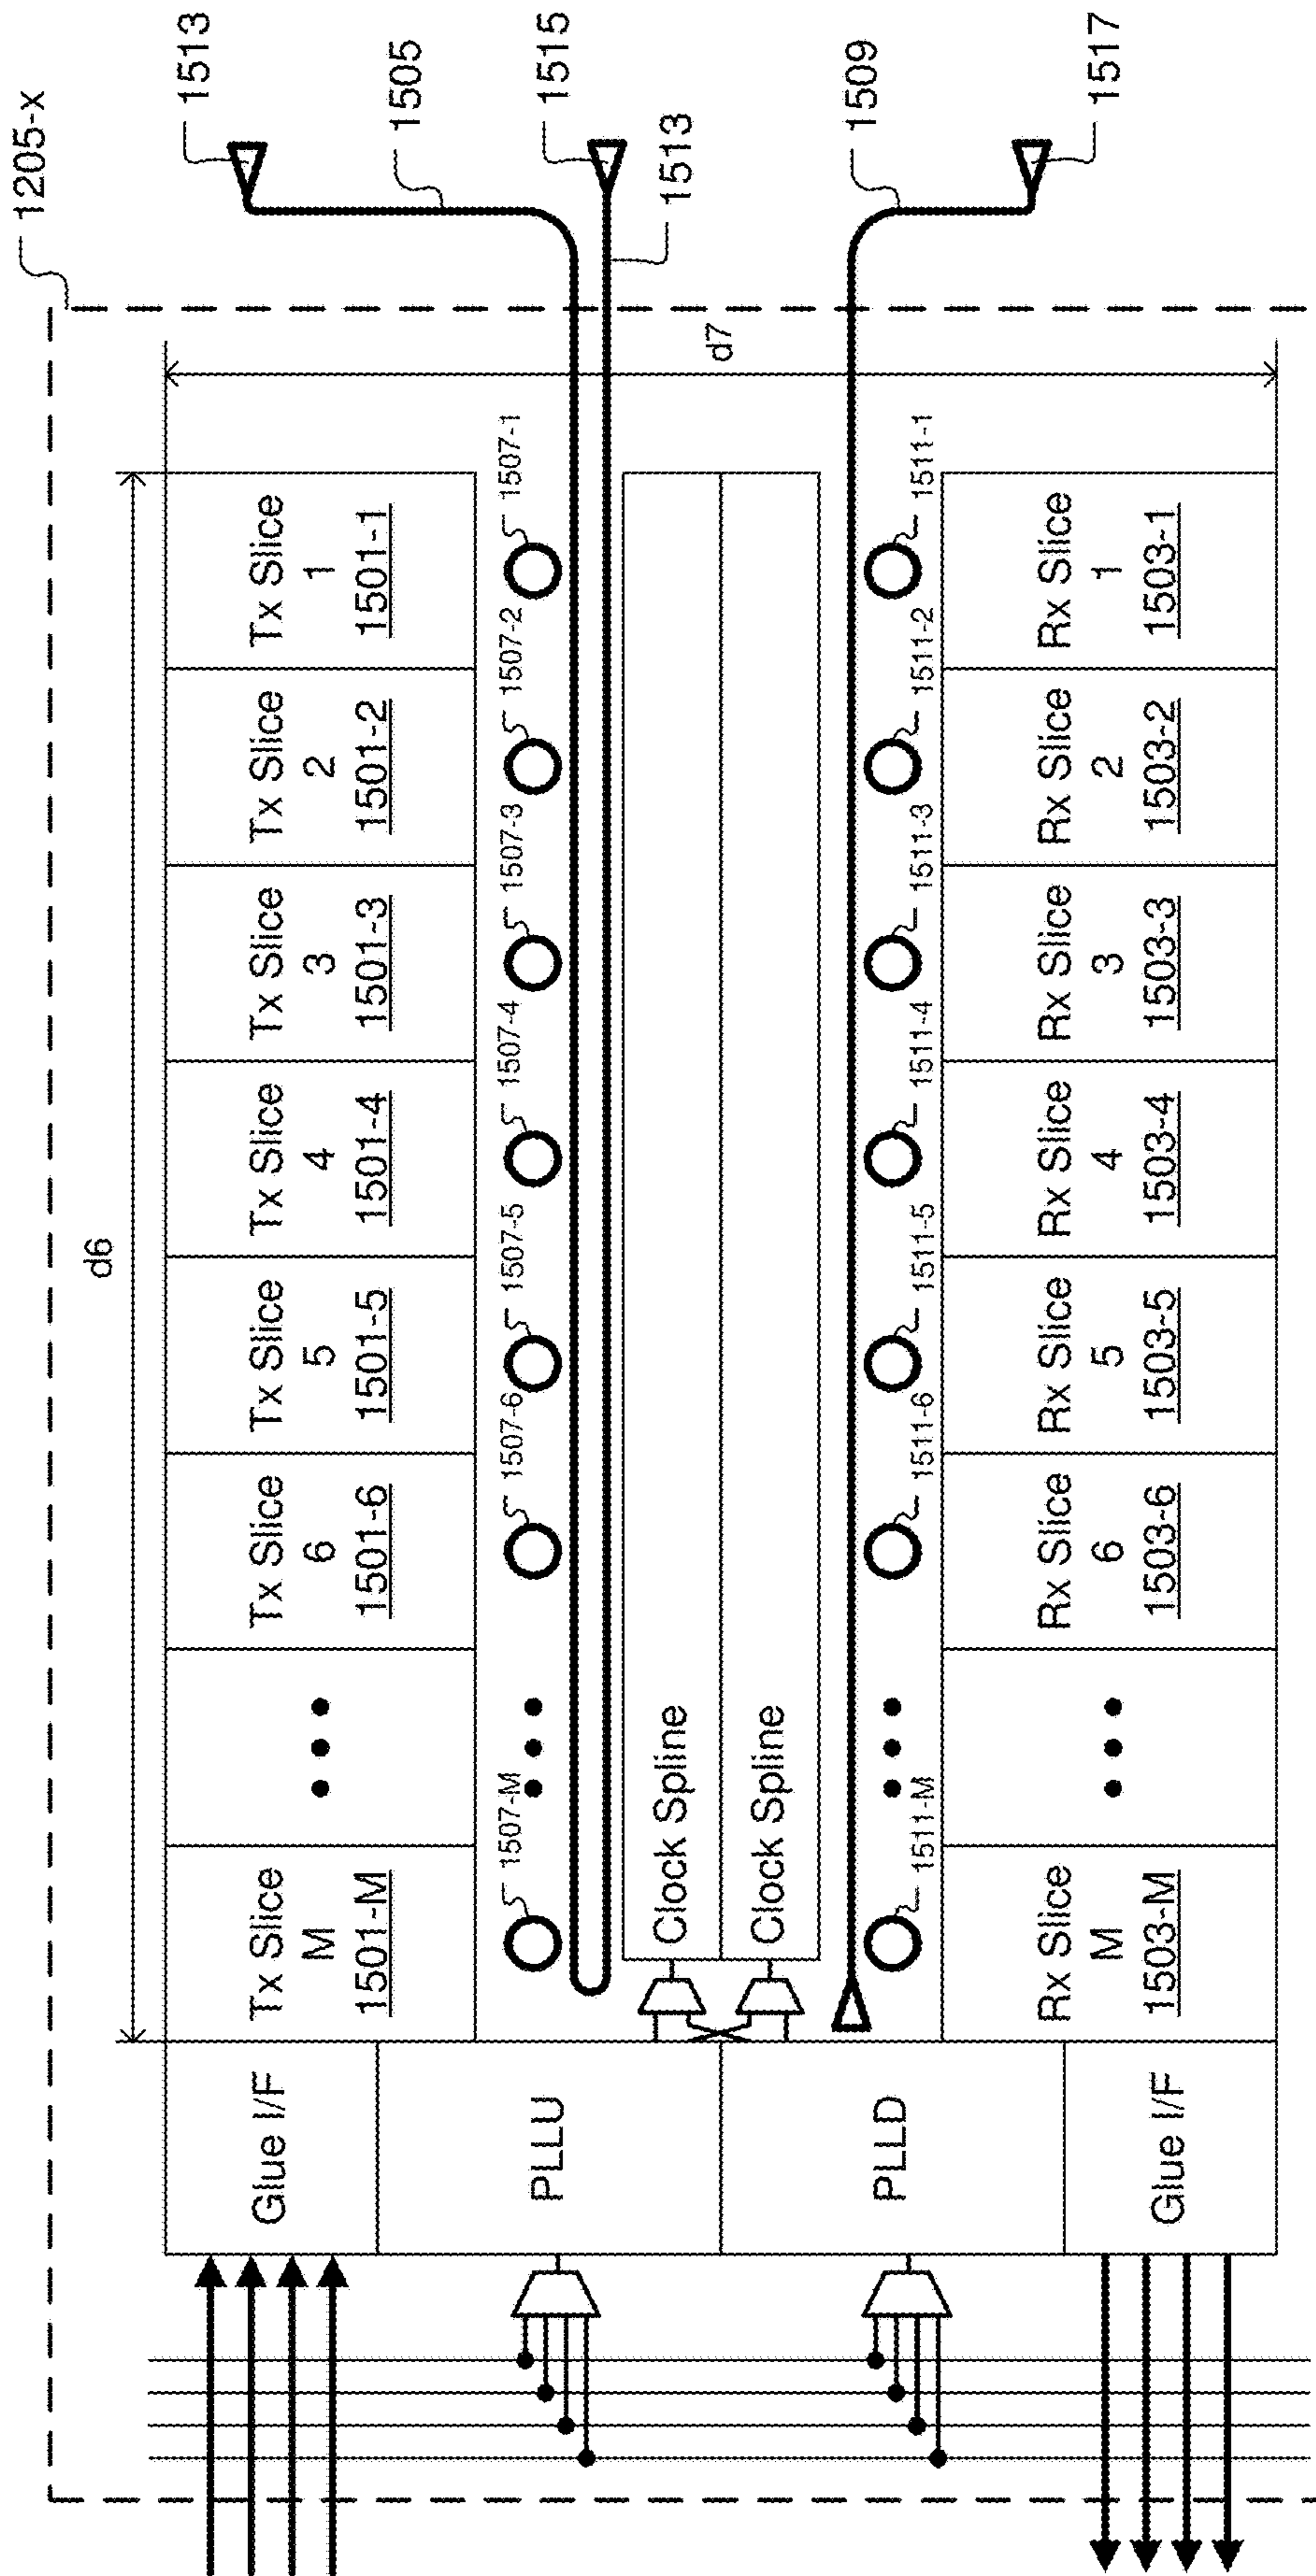 1205-x
1513
1505
1515
1513
1509
1517
d6
d7
Tx Slice
M
1501-M
Tx Slice
6
1501-6
Tx Slice
5
1501-5
Tx Slice
4
1501-4
Tx Slice
3
1501-3
Tx Slice
2
1501-2
Tx Slice
1
1501-1
1507-M
1507-6
1507-5
1507-4
1507-3
1507-2
1507-1
Glue I/F
PLLU
PLLD
Glue I/F
Clock Spline
Clock Spline
1511-M
1511-6
1511-5
1511-4
1511-3
1511-2
1511-1
Rx Slice
M
1503-M
Rx Slice
6
1503-6
Rx Slice
5
1503-5
Rx Slice
4
1503-4
Rx Slice
3
1503-3
Rx Slice
2
1503-2
Rx Slice
1
1503-1